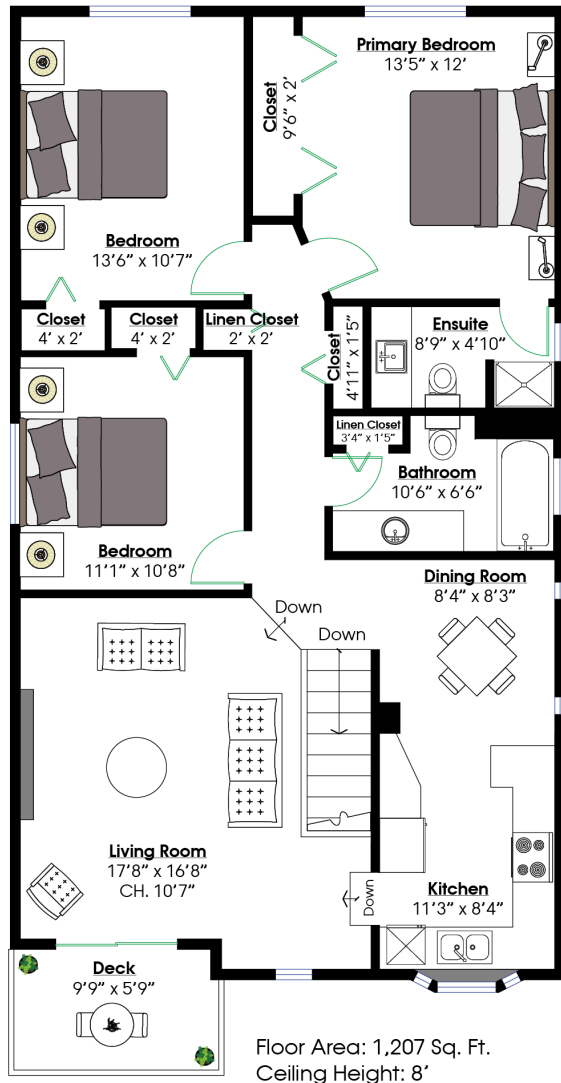 Primary Bedroom
13'5" x 12'
Closet
9'6" x 2'
Bedroom
13'6" x 10'7"
Closet
4' x 2'
Closet
4' x 2'
Linen Closet
2' x 2'
Closet
4'11" x 1'5"
Ensuite
8'9" x 4'10"
Linen Closet
3'4" x 1'5"
Bathroom
10'6" x 6'6"
Bedroom
11'1" x 10'8"
Dining Room
8'4" x 8'3"
Down
Down
Living Room
17'8" x 16'8"
CH. 10'7"
Down
Kitchen
11'3" x 8'4"
Deck
9'9" x 5'9"
Floor Area: 1,207 Sq. Ft.
Ceiling Height: 8'